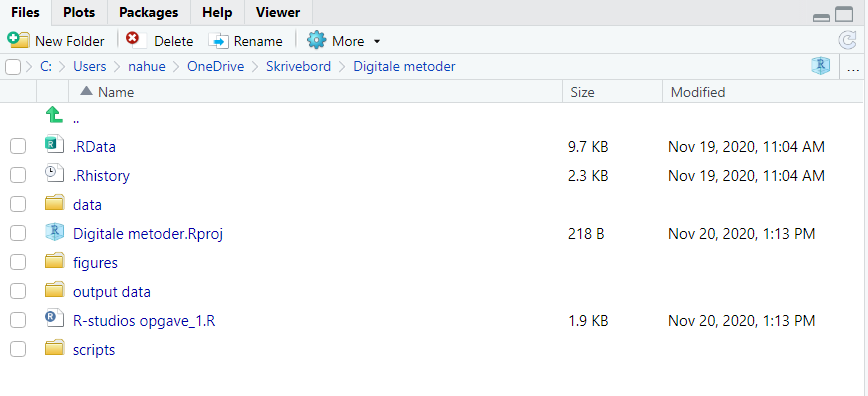 Files Plots Packages Help Viewer
New Folder Delete Rename More
C: Users nahue OneDrive Skrivebord Digitale metoder R ...
Name Size Modified
..
.RData 9.7 KB Nov 19, 2020, 11:04 AM
.Rhistory 2.3 KB Nov 19, 2020, 11:04 AM
data
Digitale metoder.Rproj 218 B Nov 20, 2020, 1:13 PM
figures
output data
R-studios opgave_1.R 1.9 KB Nov 20, 2020, 1:13 PM
scripts